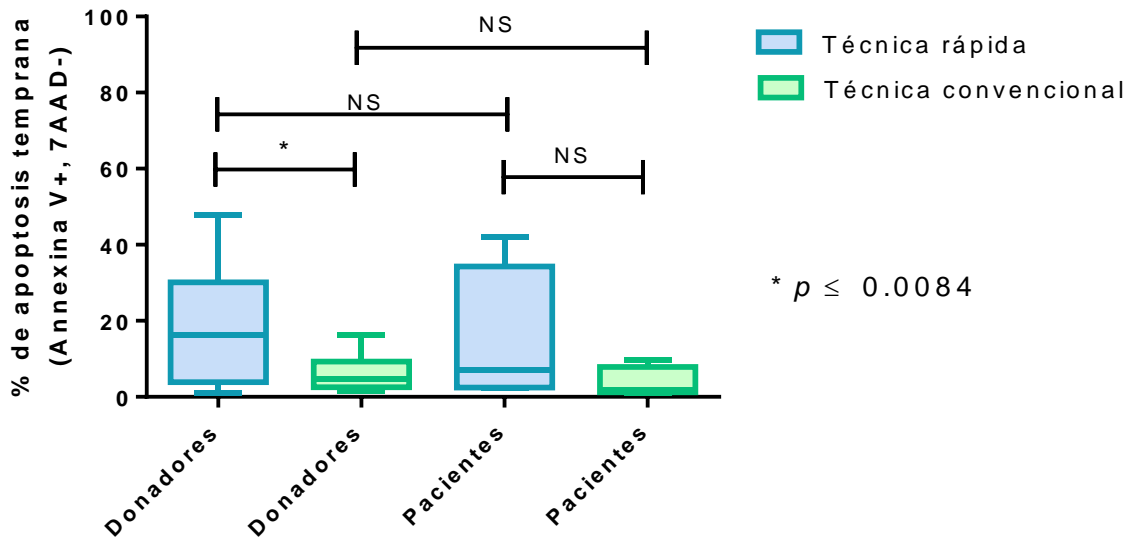 % de apoptosis temprana
(Annexina V+, 7AAD-)
100
80
60
40
20
0
NS
NS
*
NS
Donadores
Donadores
Pacientes
Pacientes
Técnica rápida
Técnica convencional
* p ≤ 0.0084